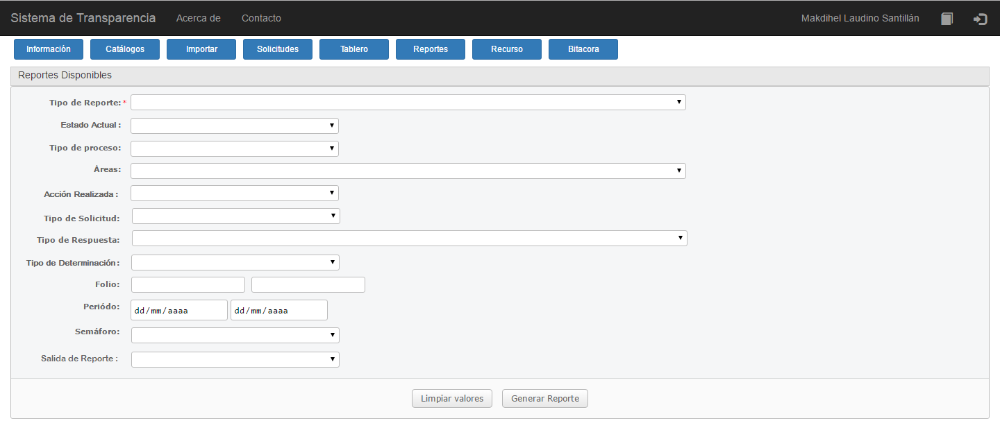 Sistema de Transparencia Acerca de Contacto Makdihel Laudino Santillán
Información Catálogos Importar Solicitudes Tablero Reportes Recurso Bitacora
Reportes Disponibles
Tipo de Reporte:*
Estado Actual :
Tipo de proceso:
Áreas:
Acción Realizada :
Tipo de Solicitud:
Tipo de Respuesta:
Tipo de Determinación:
Folio:
Periódo: dd/mm/aaaa dd/mm/aaaa
Semáforo:
Salida de Reporte :
Limpiar valores Generar Reporte